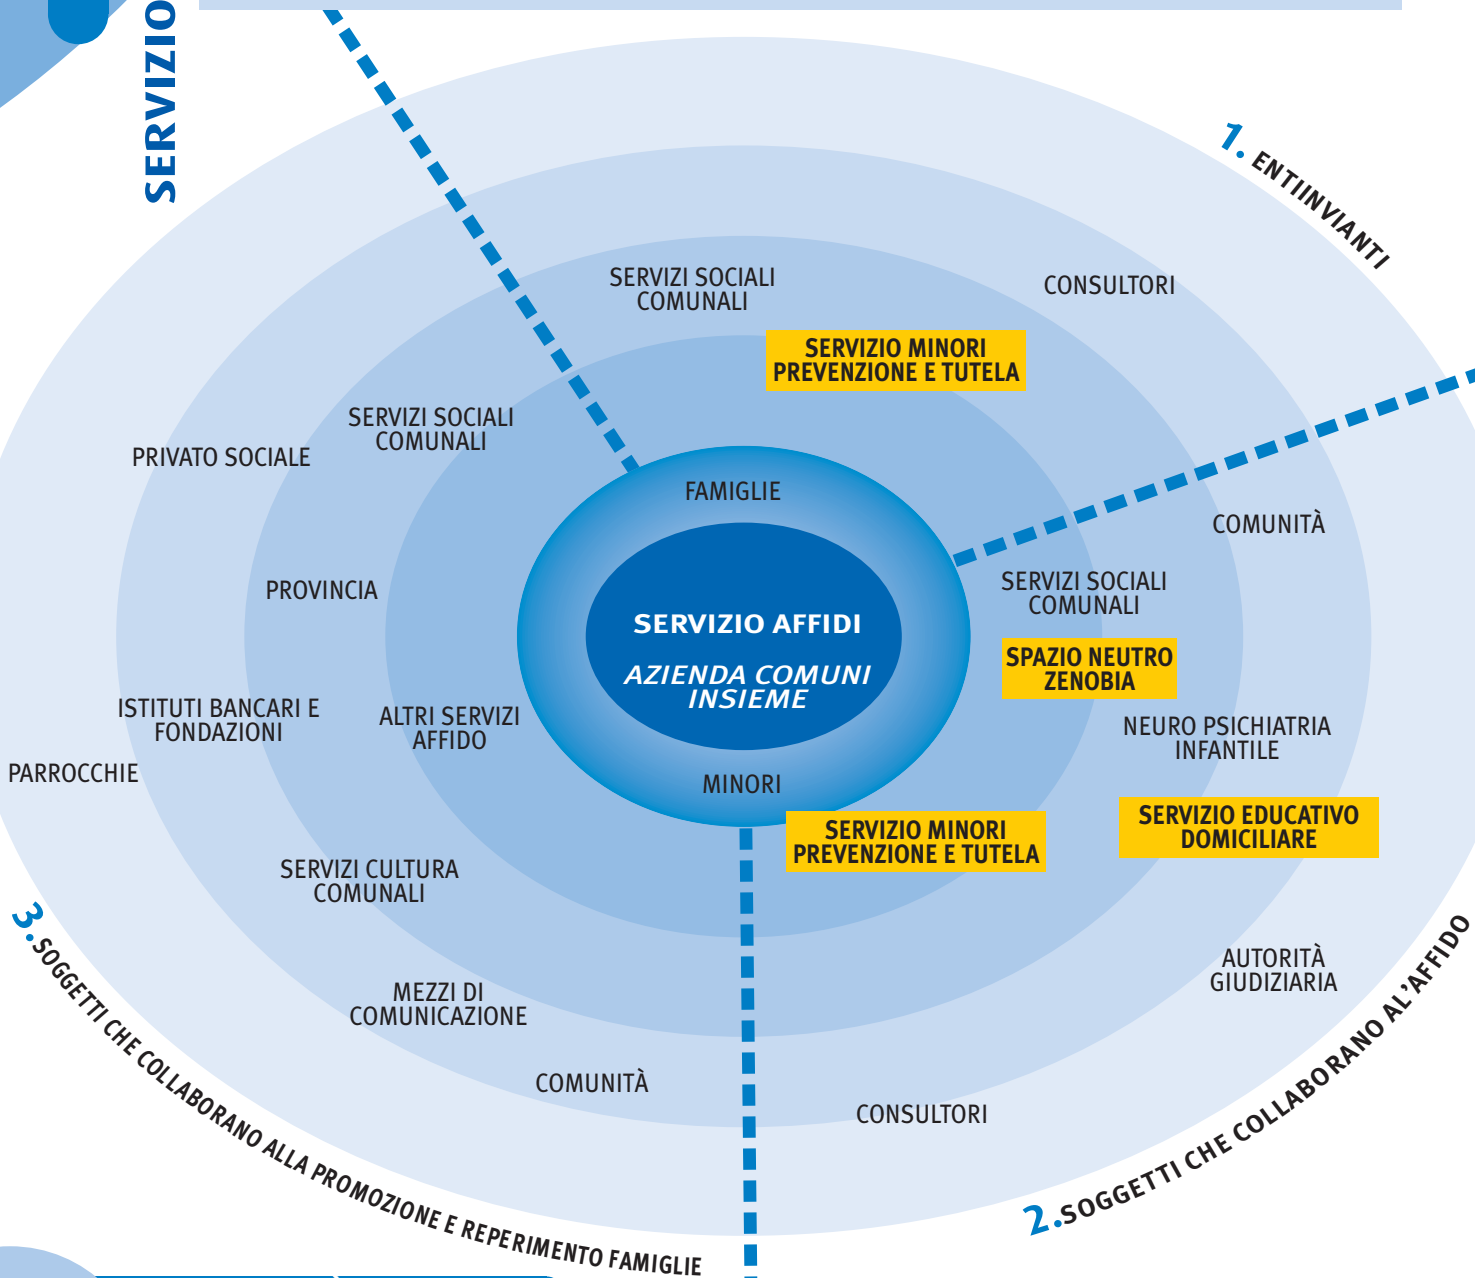 SERVIZIO
1. ENTIINVIANTI
SERVIZI SOCIALI
COMUNALI
CONSULTORI
SERVIZIO MINORI
PREVENZIONE E TUTELA
SERVIZI SOCIALI
COMUNALI
PRIVATO SOCIALE
FAMIGLIE
COMUNITÀ
PROVINCIA
SERVIZI SOCIALI
COMUNALI
SERVIZIO AFFIDI
AZIENDA COMUNI
INSIEME
SPAZIO NEUTRO
ZENOBIA
ISTITUTI BANCARI E
FONDAZIONI
ALTRI SERVIZI
AFFIDO
NEURO PSICHIATRIA
INFANTILE
PARROCCHIE
MINORI
SERVIZIO MINORI
PREVENZIONE E TUTELA
SERVIZIO EDUCATIVO
DOMICILIARE
SERVIZI CULTURA
COMUNALI
AUTORITÀ
GIUDIZIARIA
MEZZI DI
COMUNICAZIONE
COMUNITÀ
CONSULTORI
2.SOGGETTI CHE COLLABORANO AL'AFFIDO
3.SOGGETTI CHE COLLABORANO ALLA PROMOZIONE E REPERIMENTO FAMIGLIE